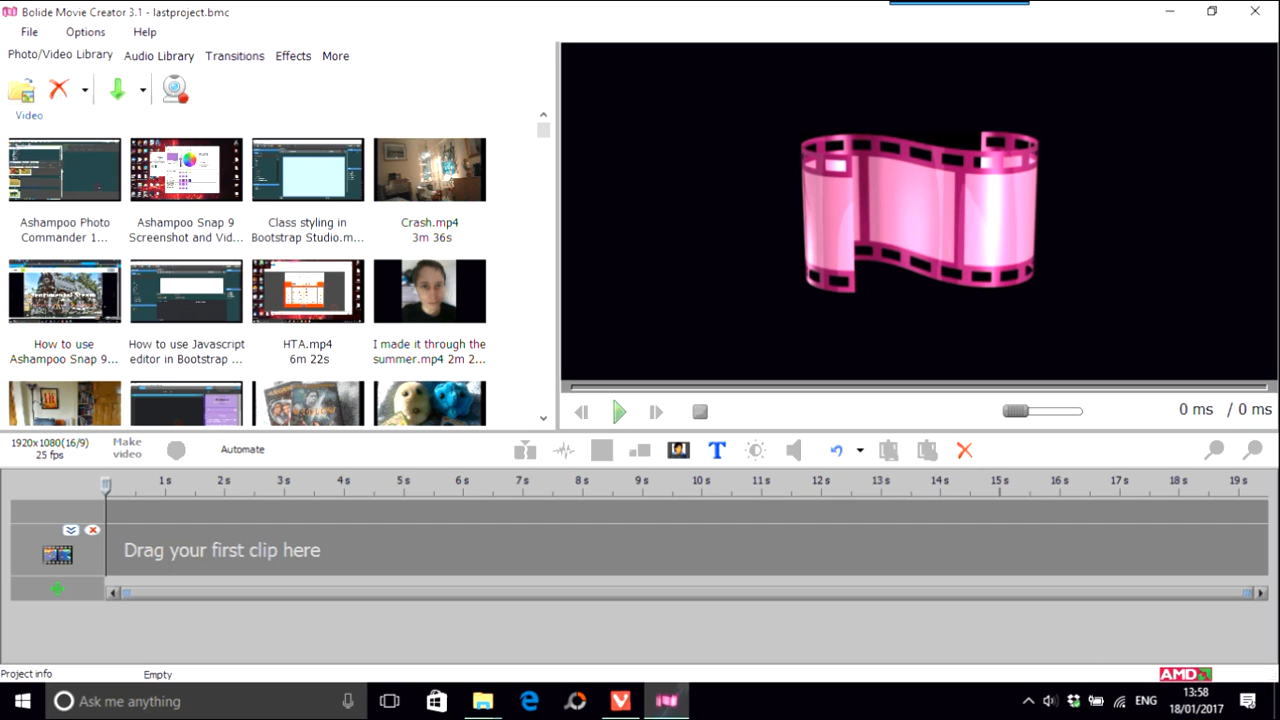 Bolide Movie Creator 3.1 - lastproject.bmc
File Options Help
Photo/Video Library Audio Library Transitions Effects More
Video
Ashampoo Photo Commander 1...
Ashampoo Snap 9 Screenshot and Vid...
Class styling in Bootstrap Studio.m...
Crash.mp4 3m 36s
How to use Ashampoo Snap 9...
How to use Javascript editor in Bootstrap ...
HTA.mp4 6m 22s
I made it through the summer.mp4 2m 2...
0 ms / 0 ms
1920x1080(16/9) 25 fps
Make video
Automate
T
1 s 2 s 3 s 4 s 5 s 6 s 7 s 8 s 9 s 10 s 11 s 12 s 13 s 14 s 15 s 16 s 17 s 18 s 19 s
Drag your first clip here
Project info Empty
AMD
Ask me anything
ENG
13:58
18/01/2017